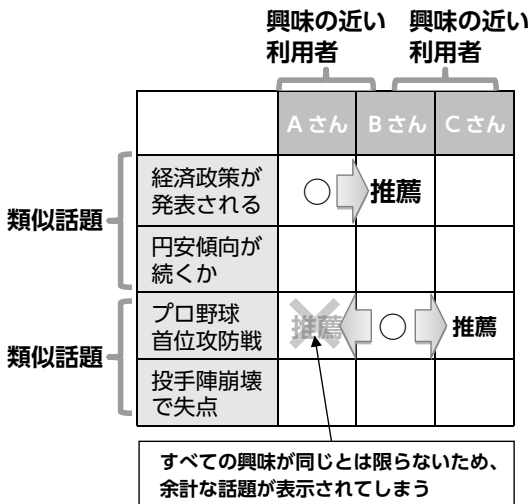 興味の近い
利用者
興味の近い
利用者
Aさん Bさん Cさん
類似話題
経済政策が
発表される
○ 推薦
円安傾向が
続くか
類似話題
プロ野球
首位攻防戦
推薦 ○ 推薦
投手陣崩壊
で失点
すべての興味が同じとは限らないため、
余計な話題が表示されてしまう